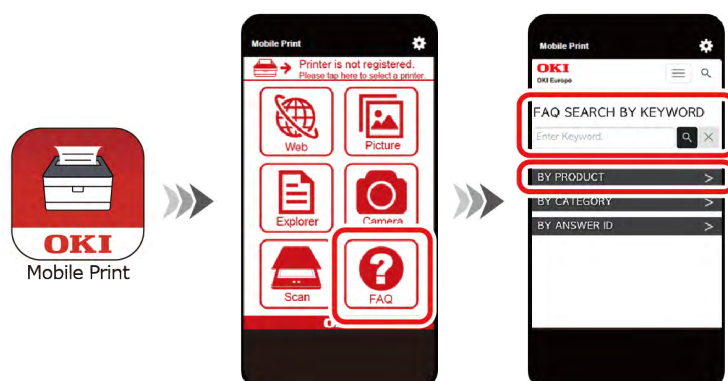 OKI
Mobile Print
Mobile Print
Printer is not registered.
Please tap here to select a printer.
Web
Picture
Explorer
Camera
Scan
FAQ
Mobile Print
OKI
OKI Europe
FAQ SEARCH BY KEYWORD
Enter Keyword.
BY PRODUCT >
BY CATEGORY >
BY ANSWER ID >